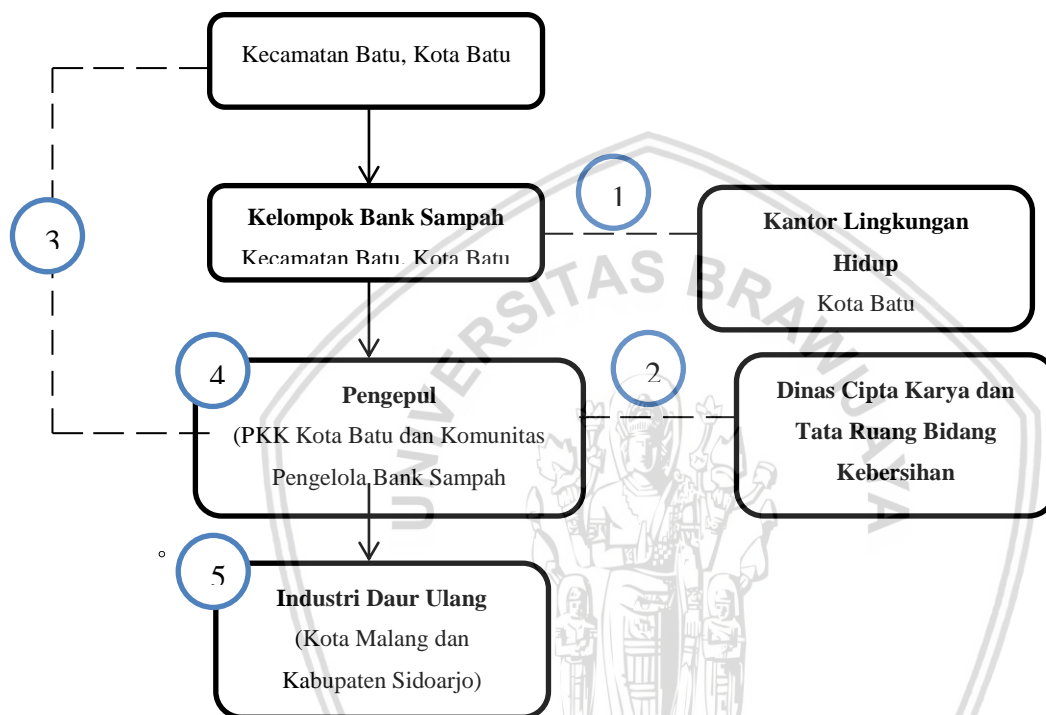 Kecamatan Batu, Kota Batu
Kelompok Bank Sampah
Kecamatan Batu, Kota Batu
1
Kantor Lingkungan
Hidup
Kota Batu
3
4
Pengepul
(PKK Kota Batu dan Komunitas
Pengelola Bank Sampah
2
Dinas Cipta Karya dan
Tata Ruang Bidang
Kebersihan
5
Industri Daur Ulang
(Kota Malang dan
Kabupaten Sidoarjo)
UNIVERSITAS BRAWIJAYA